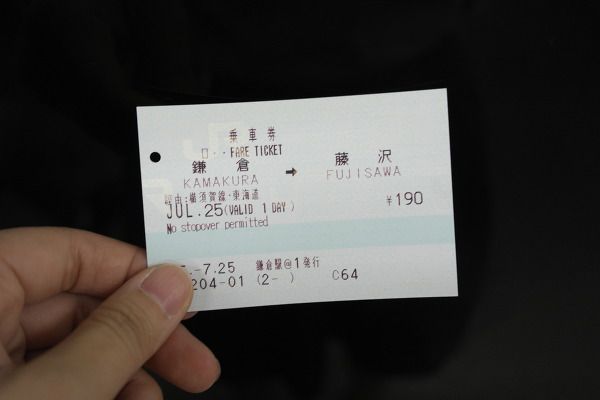 乗車券
口・・FARE TICKET
鎌倉 ➡ 藤沢
KAMAKURA FUJISAWA
経由:横須賀線・東海道
JUL.25(VALID 1 DAY) ¥190
No stopover permitted
.-7.25 鎌倉駅@1発行
204-01 (2- ) C64